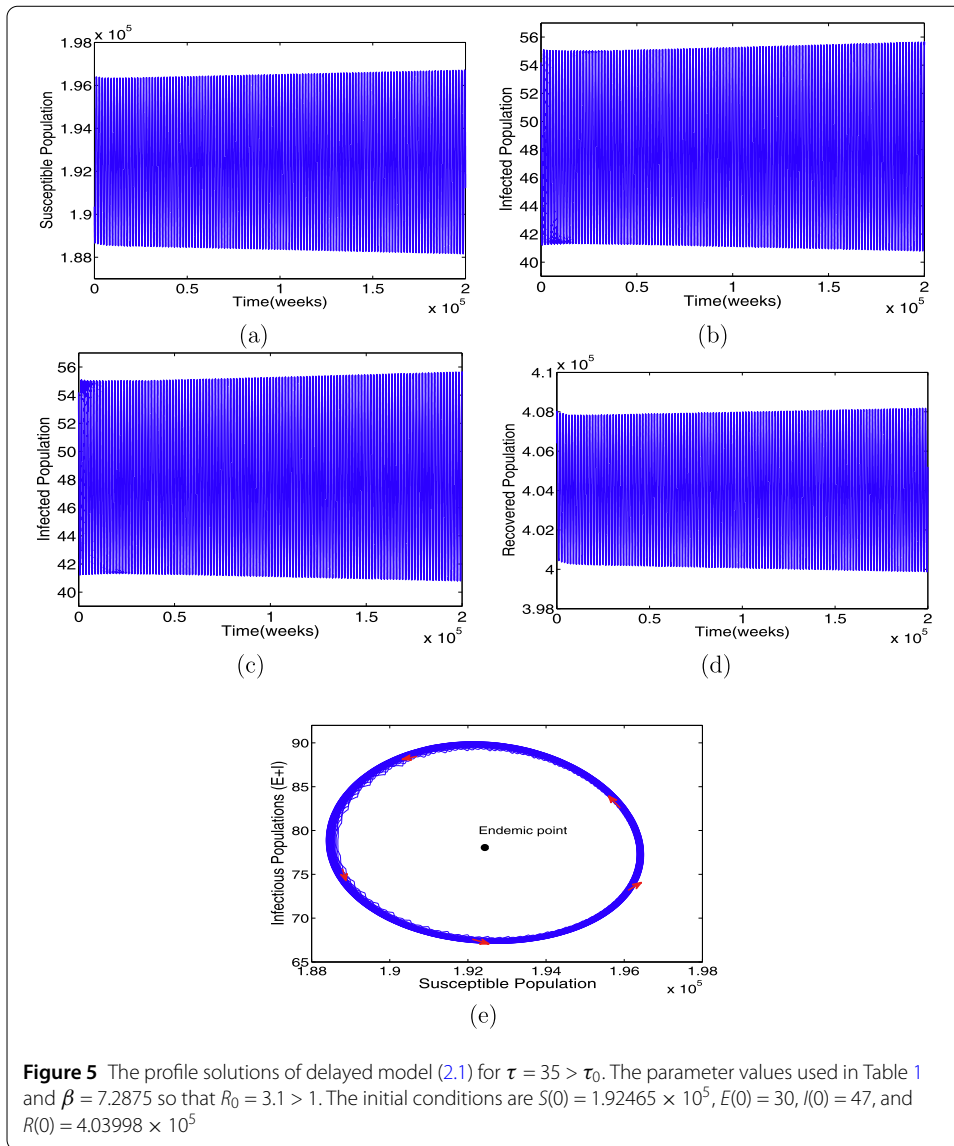 × 10^5
1.98
1.96
1.94
1.92
1.9
1.88
Susceptible Population
0 0.5 1 1.5 2
Time(weeks) × 10^5
(a)
56
54
52
50
48
46
44
42
40
Infected Population
0 0.5 1 1.5 2
Time(weeks) × 10^5
(b)
56
54
52
50
48
46
44
42
40
Infected Population
0 0.5 1 1.5 2
Time(weeks) × 10^5
(c)
× 10^5
4.1
4.08
4.06
4.04
4.02
4
3.98
Recovered Population
0 0.5 1 1.5 2
Time(weeks) × 10^5
(d)
90
85
80
75
70
65
Infectious Populations (E+I)
Endemic point
1.88 1.9 1.92 1.94 1.96 1.98
Susceptible Population × 10^5
(e)
Figure 5 The profile solutions of delayed model (2.1) for τ = 35 > τ₀. The parameter values used in Table 1
and β = 7.2875 so that R₀ = 3.1 > 1. The initial conditions are S(0) = 1.92465 × 10^5, E(0) = 30, I(0) = 47, and
R(0) = 4.03998 × 10^5